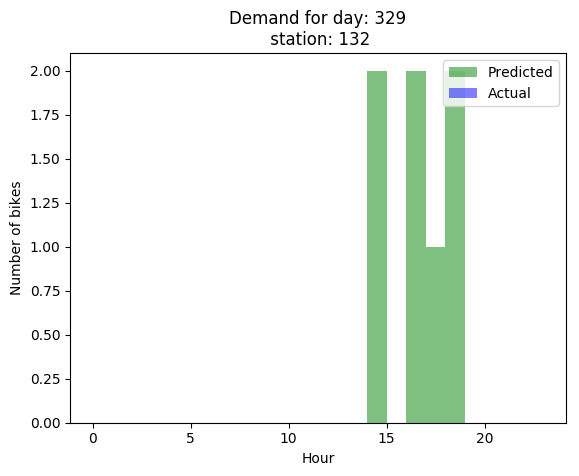 Demand for day: 329
station: 132
Predicted
Actual
Number of bikes
2.00
1.75
1.50
1.25
1.00
0.75
0.50
0.25
0.00
0 5 10 15 20
Hour